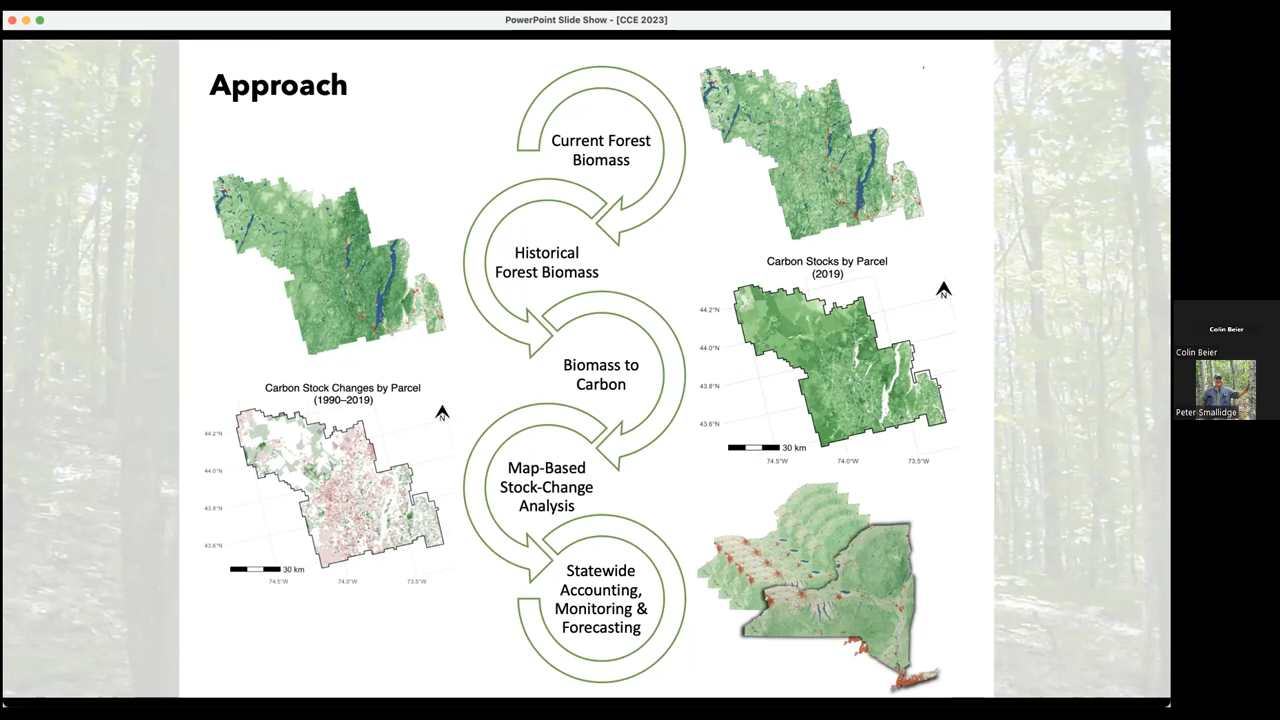 PowerPoint Slide Show - [CCE 2023]
Approach
Current Forest
Biomass
Historical
Forest Biomass
Biomass to
Carbon
Map-Based
Stock-Change
Analysis
Statewide
Accounting,
Monitoring &
Forecasting
Carbon Stocks by Parcel
(2019)
N
44.2°N
44.0°N
43.8°N
43.6°N
30 km
74.5°W
74.0°W
73.5°W
Carbon Stock Changes by Parcel
(1990–2019)
N
44.2°N
44.0°N
43.8°N
43.6°N
30 km
74.5°W
74.0°W
73.5°W
Colin Beier
Colin Beier
Peter Smallidge